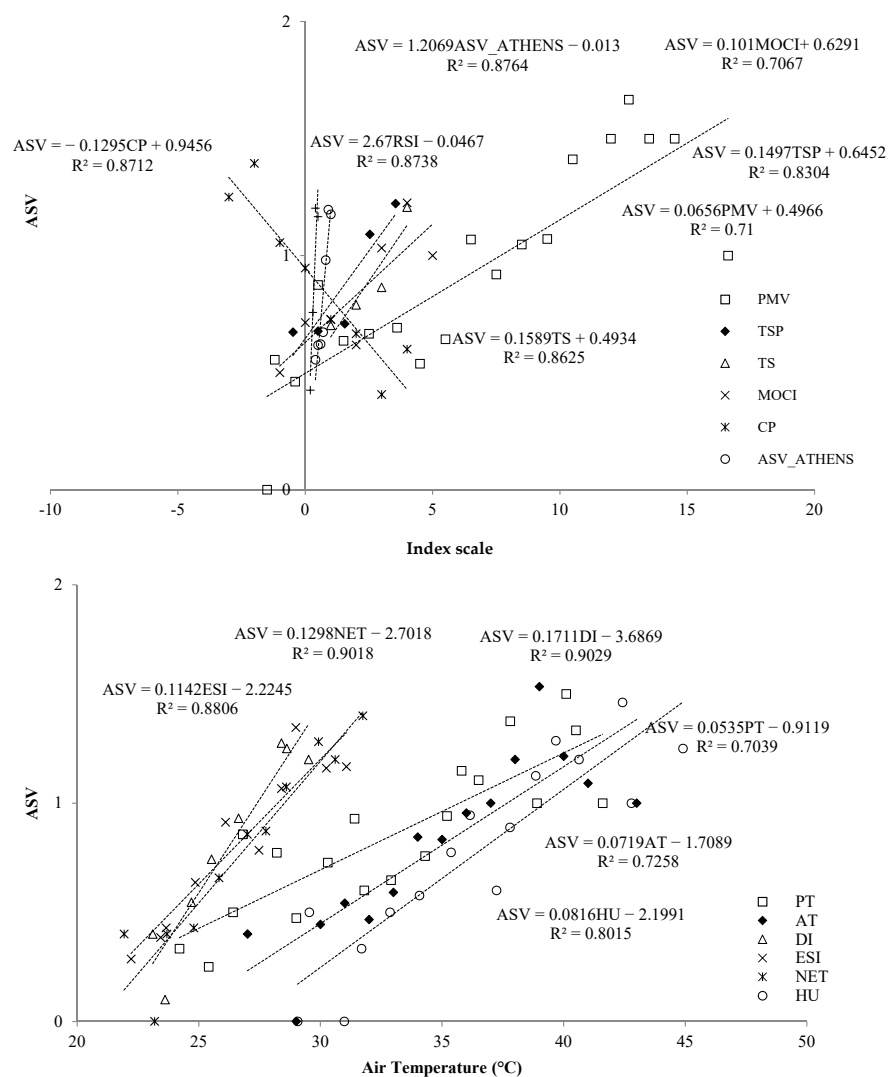 2
ASV = 1.2069ASV_ATHENS − 0.013
R² = 0.8764
ASV = 0.101MOCI+ 0.6291
R² = 0.7067
ASV = − 0.1295CP + 0.9456
R² = 0.8712
ASV = 2.67RSI − 0.0467
R² = 0.8738
ASV = 0.1497TSP + 0.6452
R² = 0.8304
ASV = 0.0656PMV + 0.4966
R² = 0.71
ASV
1
ASV = 0.1589TS + 0.4934
R² = 0.8625
PMV
TSP
TS
MOCI
CP
ASV_ATHENS
0
-10 -5 0 5 10 15 20
Index scale
2
ASV = 0.1298NET − 2.7018
R² = 0.9018
ASV = 0.1711DI − 3.6869
R² = 0.9029
ASV = 0.1142ESI − 2.2245
R² = 0.8806
ASV = 0.0535PT − 0.9119
R² = 0.7039
ASV
1
ASV = 0.0719AT − 1.7089
R² = 0.7258
ASV = 0.0816HU − 2.1991
R² = 0.8015
PT
AT
DI
ESI
NET
HU
0
20 25 30 35 40 45 50
Air Temperature (°C)